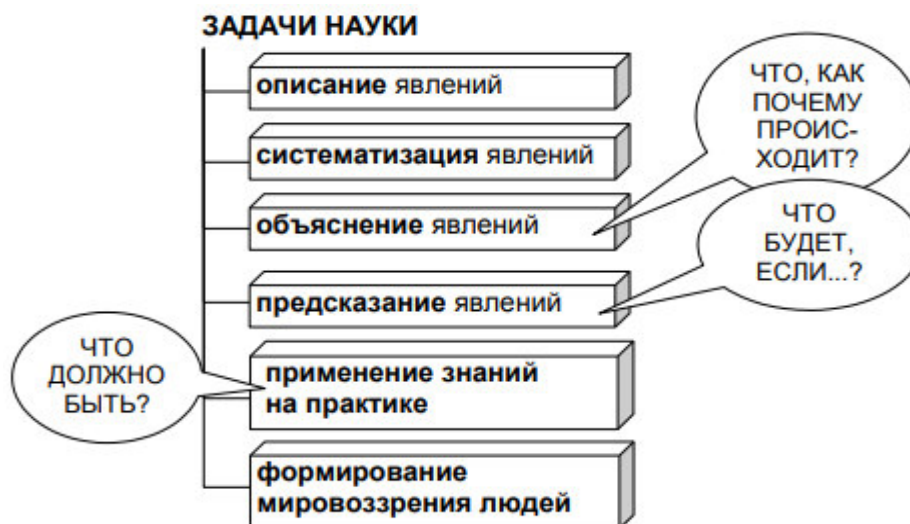 ЗАДАЧИ НАУКИ
описание явлений
систематизация явлений
объяснение явлений
предсказание явлений
применение знаний
на практике
формирование
мировоззрения людей
ЧТО, КАК
ПОЧЕМУ
ПРОИС-
ХОДИТ?
ЧТО
БУДЕТ,
ЕСЛИ...?
ЧТО
ДОЛЖНО
БЫТЬ?